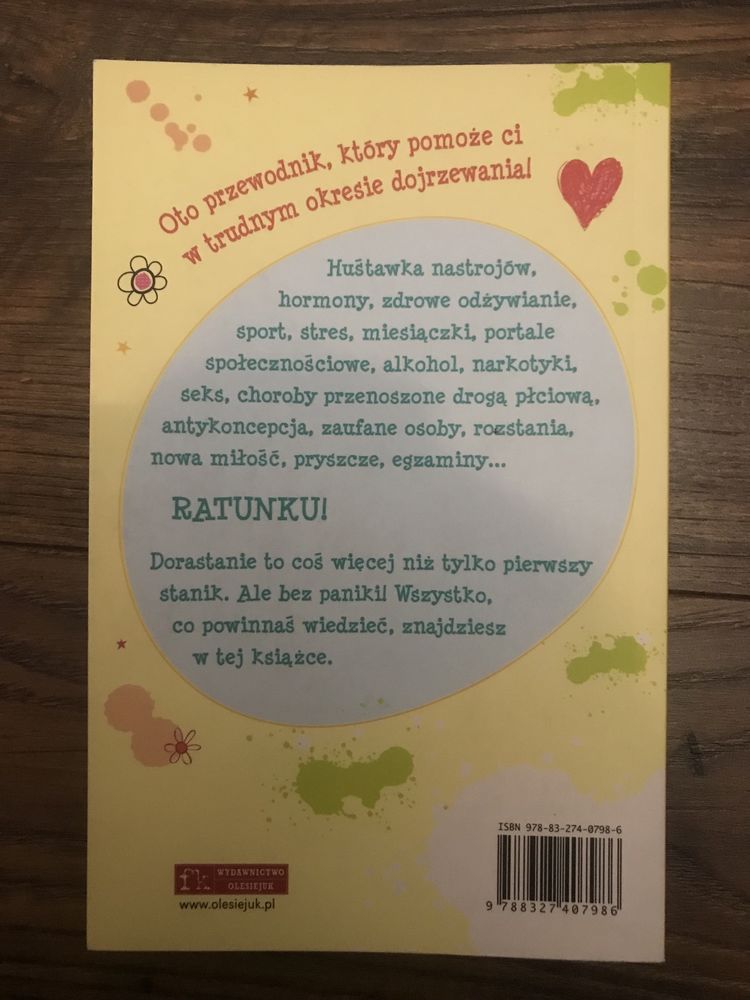 Oto przewodnik, który pomoże ci
w trudnym okresie dojrzewania!
Huśtawka nastrojów,
hormony, zdrowe odżywianie,
sport, stres, miesiączki, portale
społecznościowe, alkohol, narkotyki,
seks, choroby przenoszone drogą płciową,
antykoncepcja, zaufane osoby, rozstania,
nowa miłość, pryszcze, egzaminy...
RATUNKU!
Dorastanie to coś więcej niż tylko pierwszy
stanik. Ale bez paniki! Wszystko,
co powinnaś wiedzieć, znajdziesz
w tej książce.
ISBN 978-83-274-0798-6
9 788327 407986
fk WYDAWNICTWO
OLESIEJUK
www.olesiejuk.pl